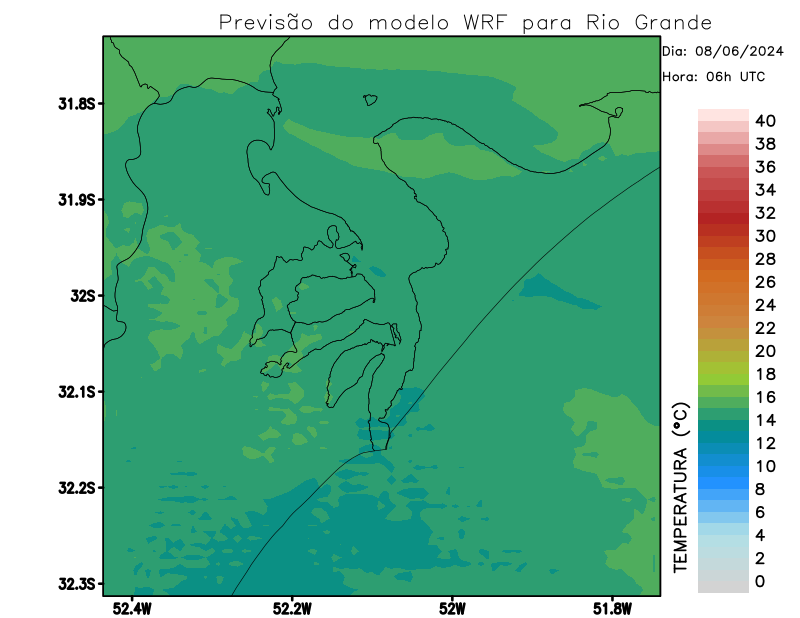 Previsão do modelo WRF para Rio Grande
Dia: 08/06/2024
Hora: 06h UTC
31.8S
31.9S
32S
32.1S
32.2S
32.3S
52.4W
52.2W
52W
51.8W
TEMPERATURA (°C)
40
38
36
34
32
30
28
26
24
22
20
18
16
14
12
10
8
6
4
2
0